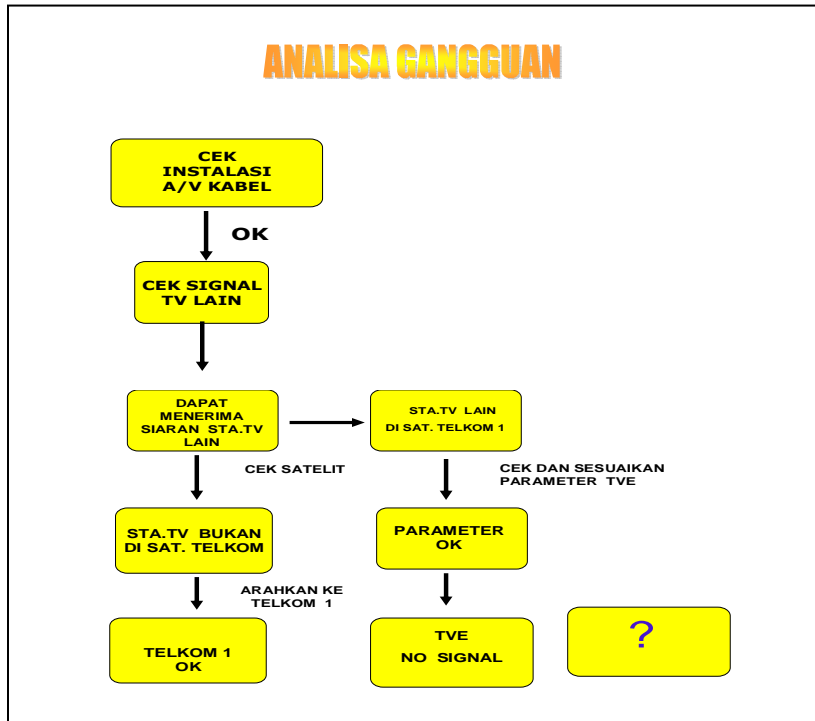 ANALISA GANGGUAN
CEK
INSTALASI
A/V KABEL
OK
CEK SIGNAL
TV LAIN
DAPAT
MENERIMA
SIARAN STA.TV
LAIN
STA.TV LAIN
DI SAT. TELKOM 1
CEK SATELIT
CEK DAN SESUAIKAN
PARAMETER TVE
STA.TV BUKAN
DI SAT. TELKOM
PARAMETER
OK
ARAHKAN KE
TELKOM 1
TELKOM 1
OK
TVE
NO SIGNAL
?